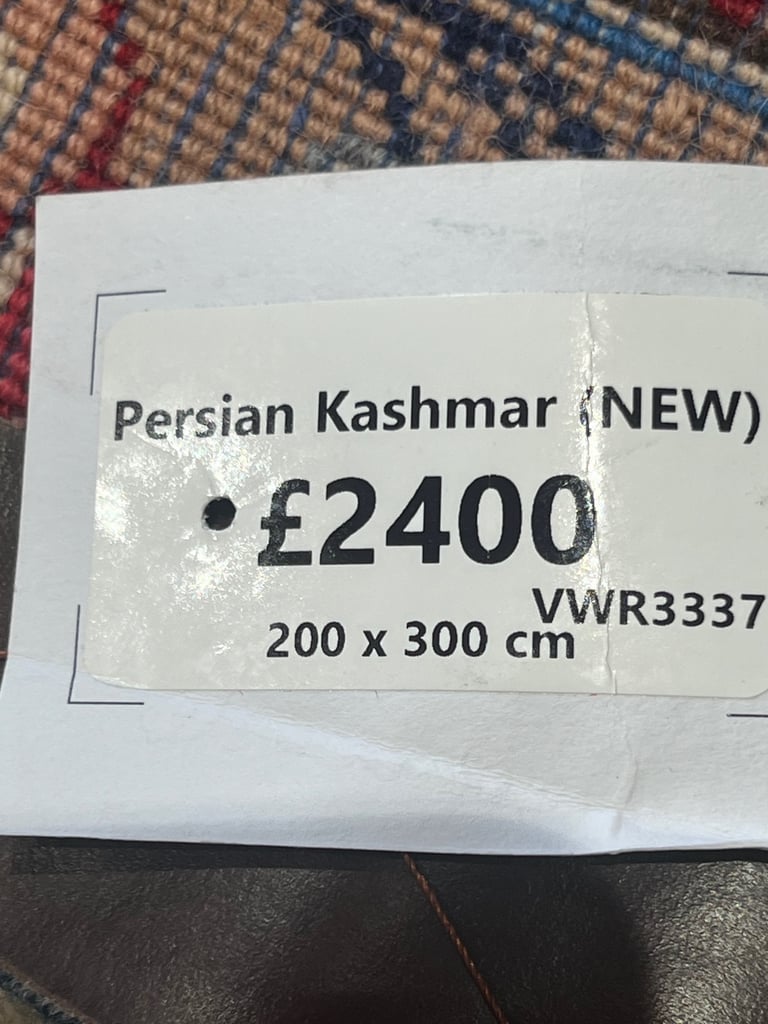 Persian Kashmar (NEW)
£2400
VWR3337
200 x 300 cm